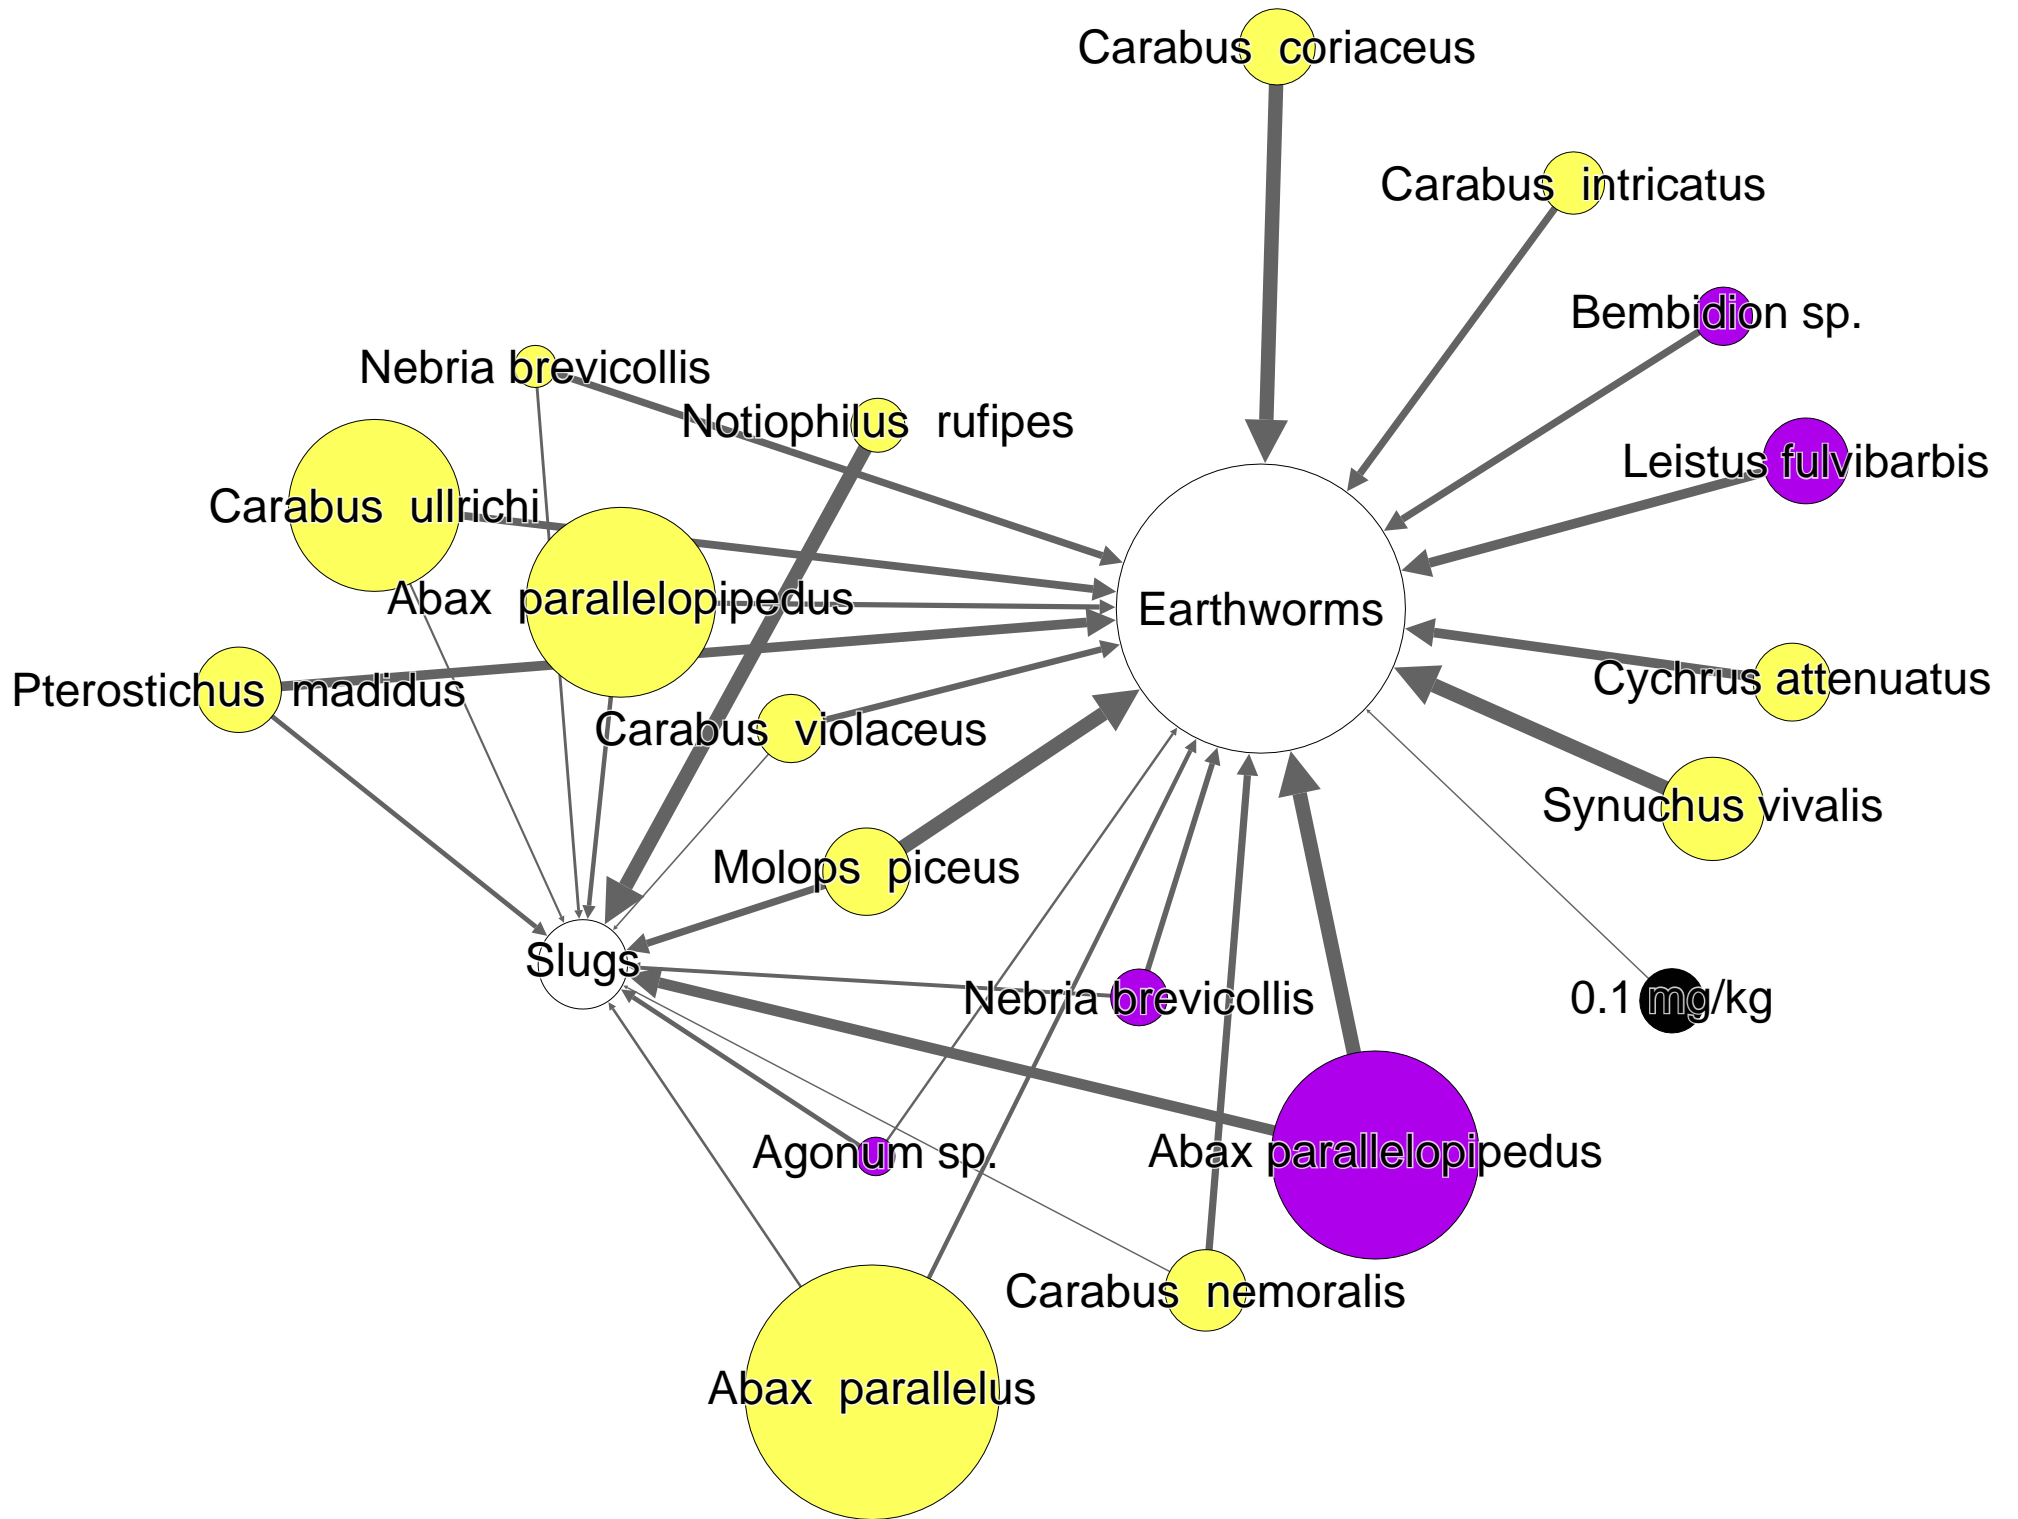 Carabus coriaceus
Carabus intricatus
Bembidion sp.
Nebria brevicollis
Notiophilus rufipes
Leistus fulvibarbis
Carabus ullrichi
Abax parallelopipedus
Earthworms
Pterostichus madidus
Cychrus attenuatus
Carabus violaceus
Synuchus vivalis
Molops piceus
Slugs
Nebria brevicollis
0.1 mg/kg
Agonum sp.
Abax parallelopipedus
Carabus nemoralis
Abax parallelus